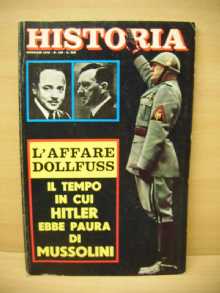 HISTORIA
L'AFFARE
DOLLFUSS
IL TEMPO
IN CUI
HITLER
EBBE PAURA
DI
MUSSOLINI